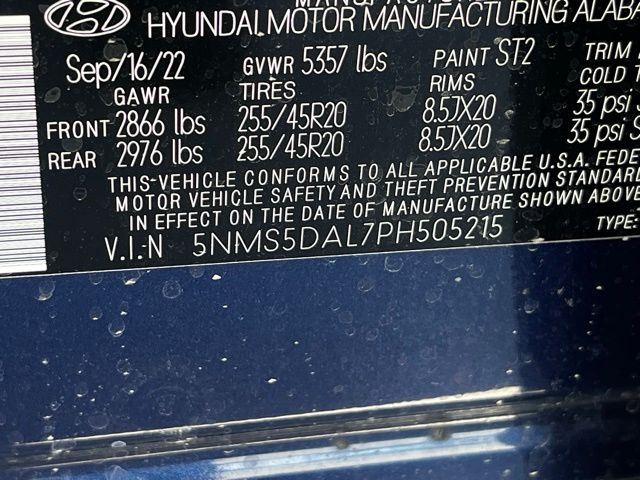 HYUNDAI MOTOR MANUFACTURING ALABA
Sep/16/22 GVWR 5357 lbs PAINT ST2 TRIM
GAWR TIRES RIMS COLD T
FRONT 2866 lbs 255/45R20 8.5JX20 35 psi
REAR 2976 lbs 255/45R20 8.5JX20 35 psi S
THIS VEHICLE CONFORMS TO ALL APPLICABLE U.S.A. FEDE
MOTOR VEHICLE SAFETY AND THEFT PREVENTION STANDARD
IN EFFECT ON THE DATE OF MANUFACTURE SHOWN ABOVE
V.I.N 5NMS5DAL7PH505215 TYPE: